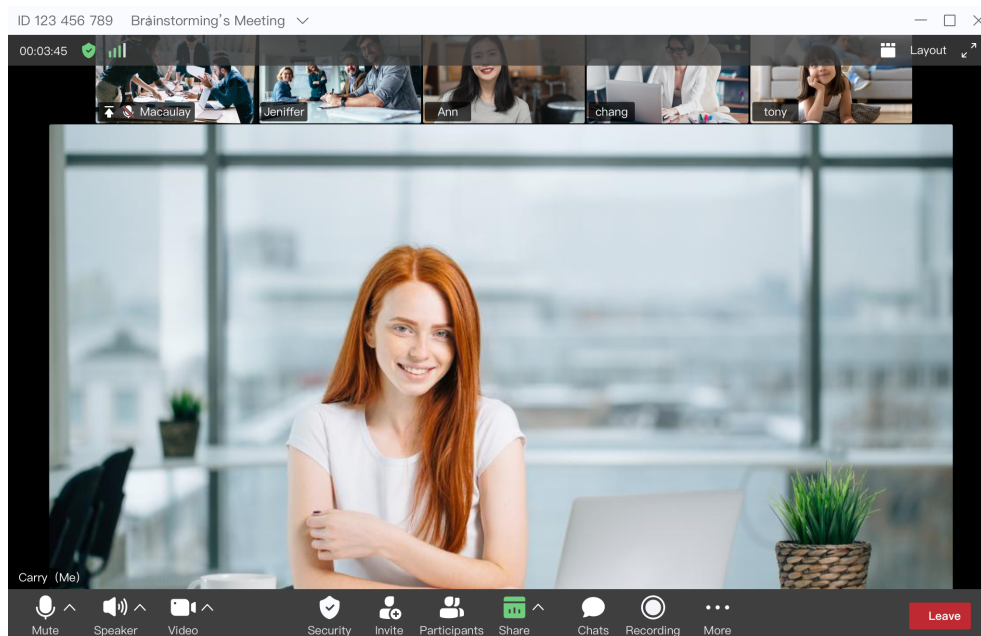 ID 123 456 789 Brainstorming's Meeting
00:03:45
Layout
Macaulay
Jeniffer
Ann
chang
tony
Carry (Me)
Mute
Speaker
Video
Security
Invite
Participants
Share
Chats
Recording
More
Leave